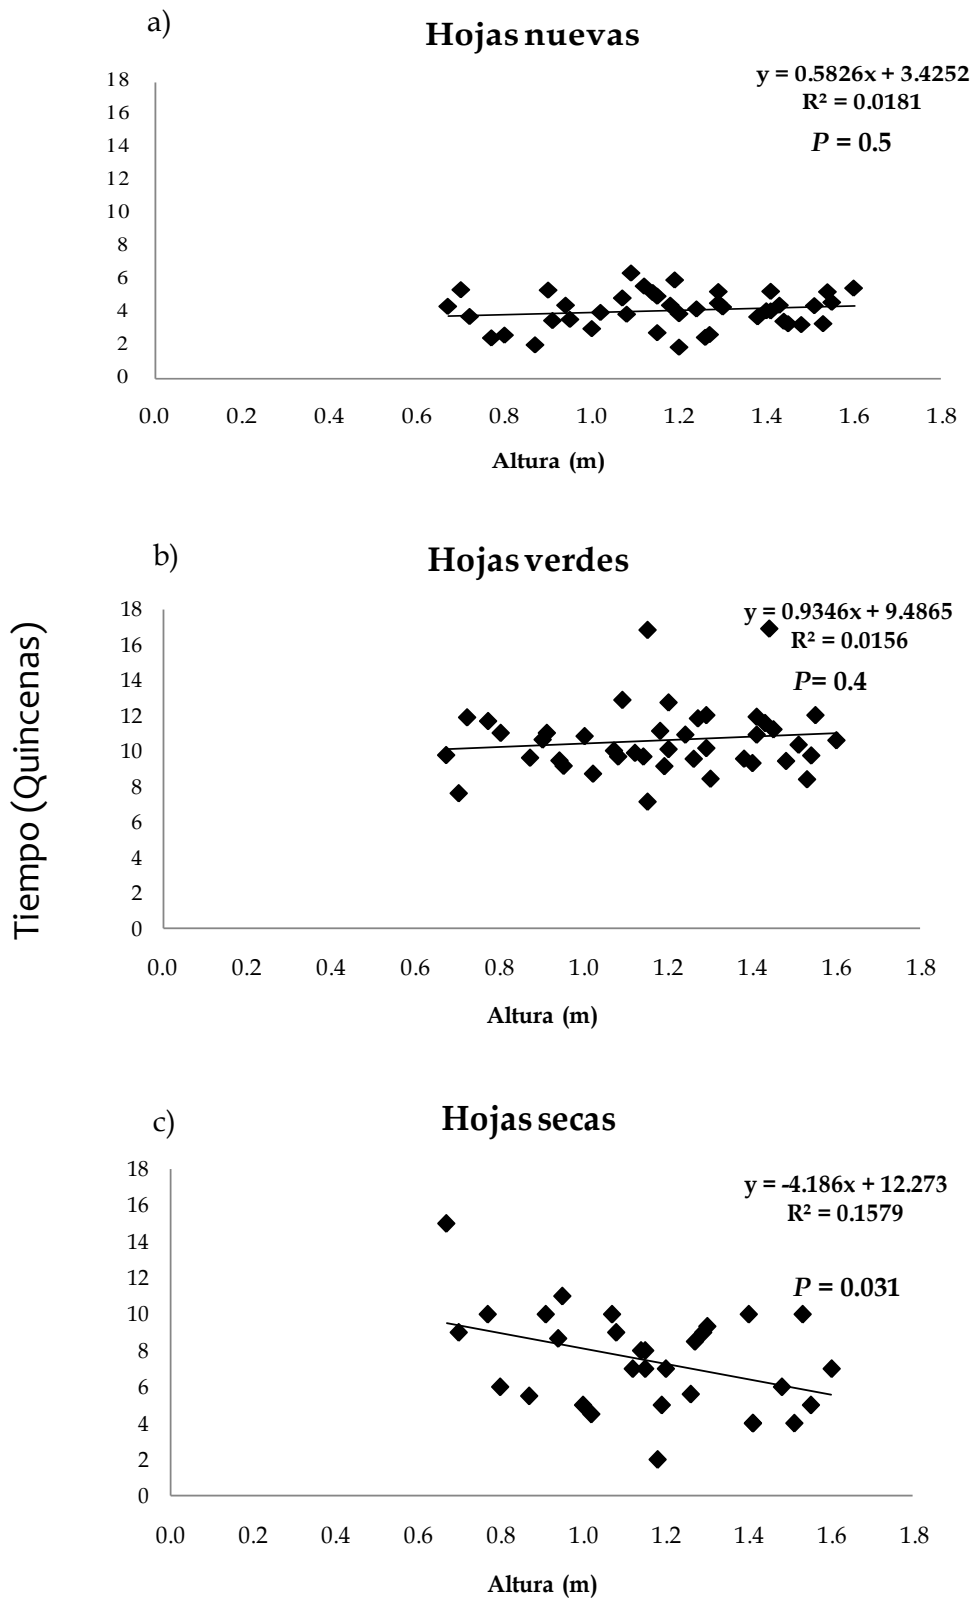 a)
Hojas nuevas
y = 0.5826x + 3.4252
R² = 0.0181
P = 0.5
18
16
14
12
10
8
6
4
2
0
0.0 0.2 0.4 0.6 0.8 1.0 1.2 1.4 1.6 1.8
Altura (m)
Tiempo (Quincenas)
b)
Hojas verdes
y = 0.9346x + 9.4865
R² = 0.0156
P= 0.4
18
16
14
12
10
8
6
4
2
0
0.0 0.2 0.4 0.6 0.8 1.0 1.2 1.4 1.6 1.8
Altura (m)
c)
Hojas secas
y = -4.186x + 12.273
R² = 0.1579
P = 0.031
18
16
14
12
10
8
6
4
2
0
0.0 0.2 0.4 0.6 0.8 1.0 1.2 1.4 1.6 1.8
Altura (m)